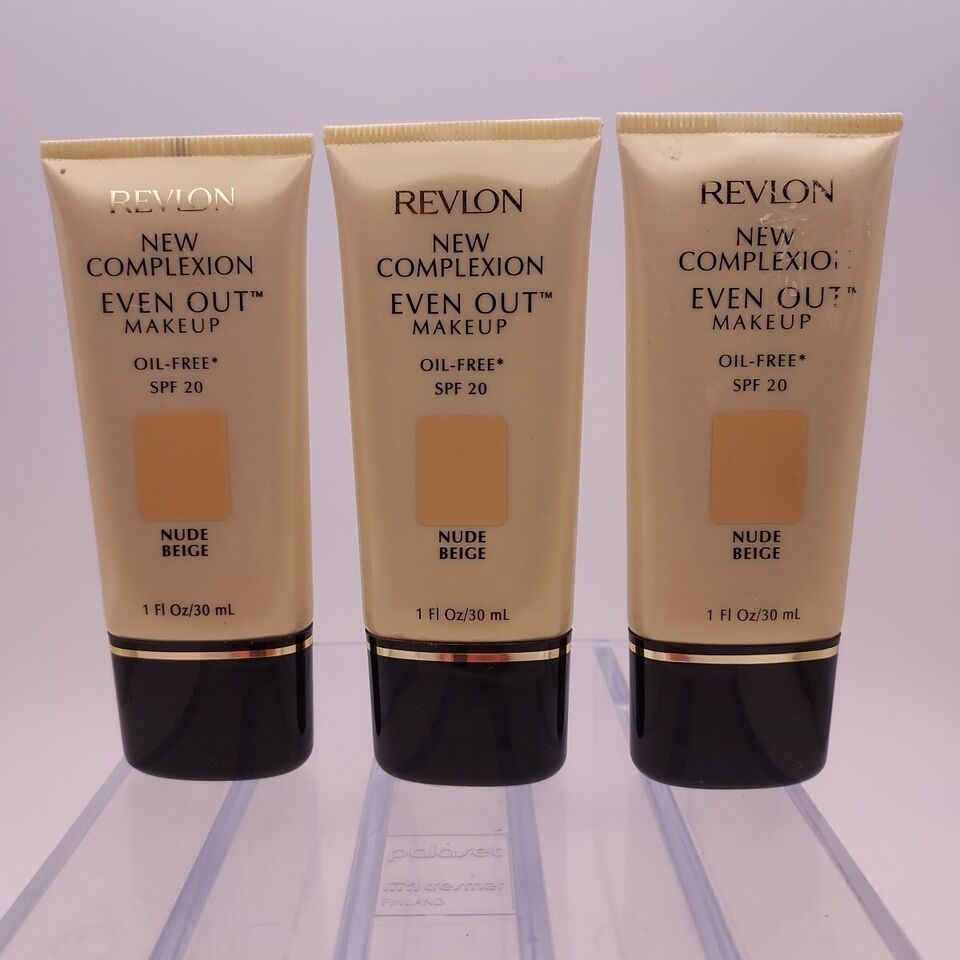 REVLON
NEW
COMPLEXION
EVEN OUT™
MAKEUP
OIL-FREE*
SPF 20
NUDE
BEIGE
1 Fl Oz/30 mL
REVLON
NEW
COMPLEXION
EVEN OUT™
MAKEUP
OIL-FREE*
SPF 20
NUDE
BEIGE
1 Fl Oz/30 mL
REVLON
NEW
COMPLEXIO
EVEN OUT™
MAKEUP
OIL-FREE*
SPF 20
NUDE
BEIGE
1 Fl Oz/30 mL
palaset
FINLAND